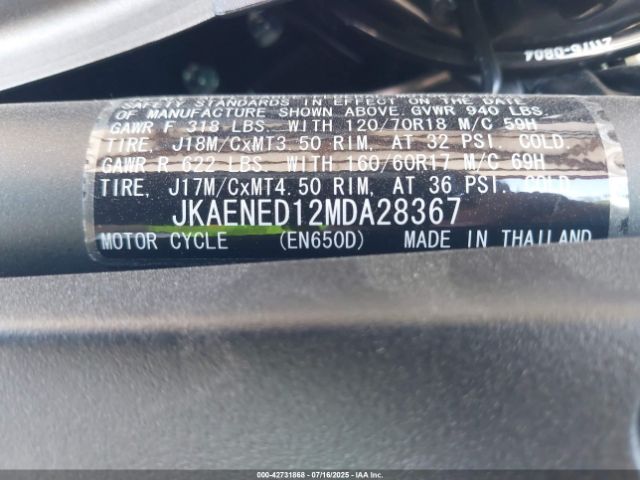 SAFETY STANDARDS IN EFFECT ON THE DATE
OF MANUFACTURE SHOWN ABOVE. GVWR 940 LBS.
GAWR F 318 LBS. WITH 120/70R18 M/C 59H
TIRE, J18M/CxMT3.50 RIM, AT 32 PSI. COLD.
GAWR R 622 LBS. WITH 160/60R17 M/C 69H
TIRE, J17M/CxMT4.50 RIM, AT 36 PSI. COLD.
JKAENED12MDA28367
MOTOR CYCLE (EN650D) MADE IN THAILAND
000-42731868 07/16/2025 IAAI.COM